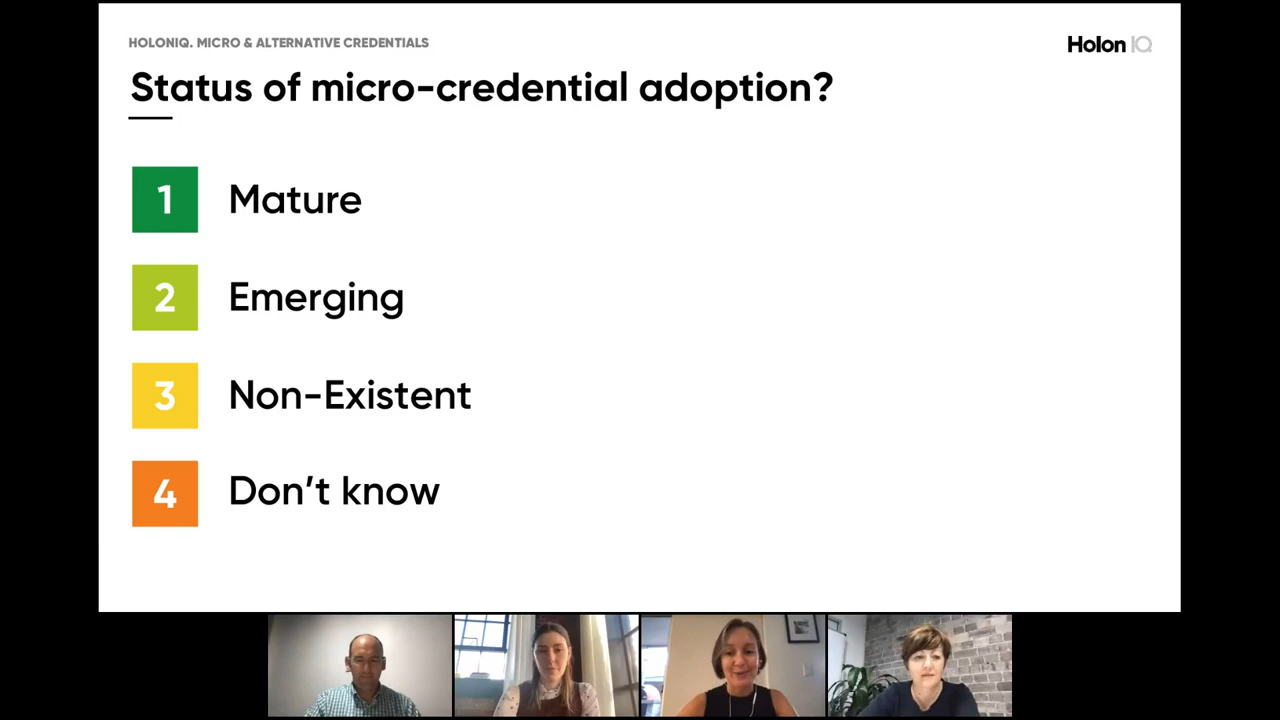 HOLONIQ. MICRO & ALTERNATIVE CREDENTIALS
Holon IQ
Status of micro-credential adoption?
1 Mature
2 Emerging
3 Non-Existent
4 Don’t know